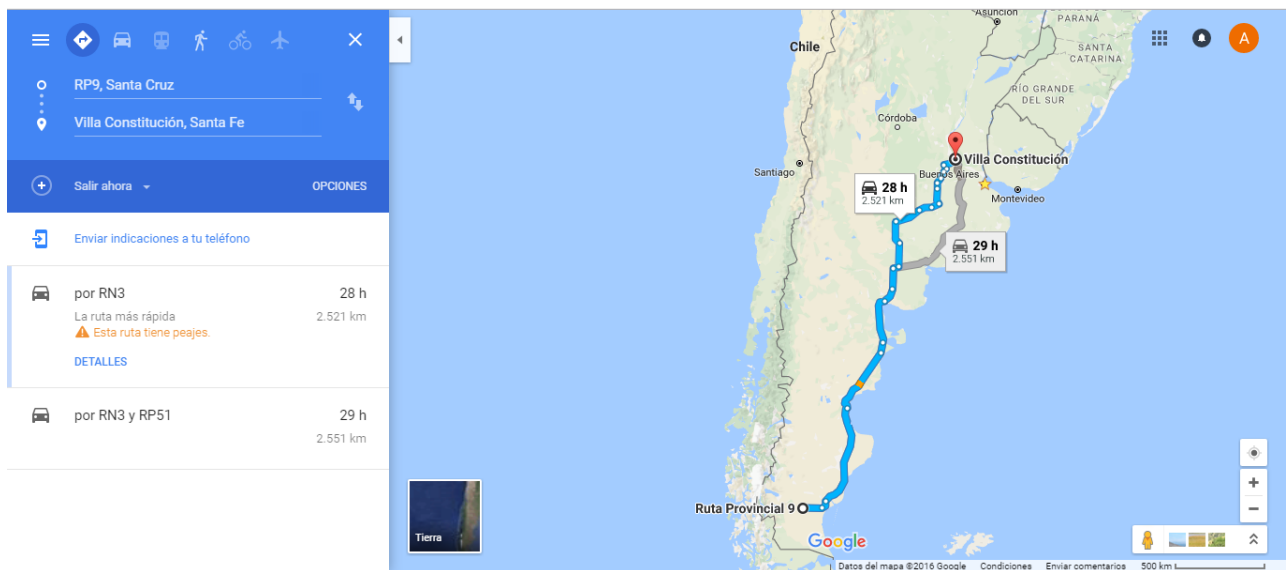 RP9, Santa Cruz
Villa Constitución, Santa Fe
Salir ahora
OPCIONES
Enviar indicaciones a tu teléfono
por RN3
28 h
La ruta más rápida
2.521 km
Esta ruta tiene peajes.
DETALLES
por RN3 y RP51
29 h
2.551 km
Asunción
PARANÁ
Chile
SANTA
CATARINA
A
RÍO GRANDE
DEL SUR
Córdoba
Villa Constitución
Santiago
Buenos Aires
28 h
2.521 km
Montevideo
29 h
2.551 km
Ruta Provincial 9
Tierra
Google
Datos del mapa ©2016 Google
Condiciones
Enviar comentarios
500 km